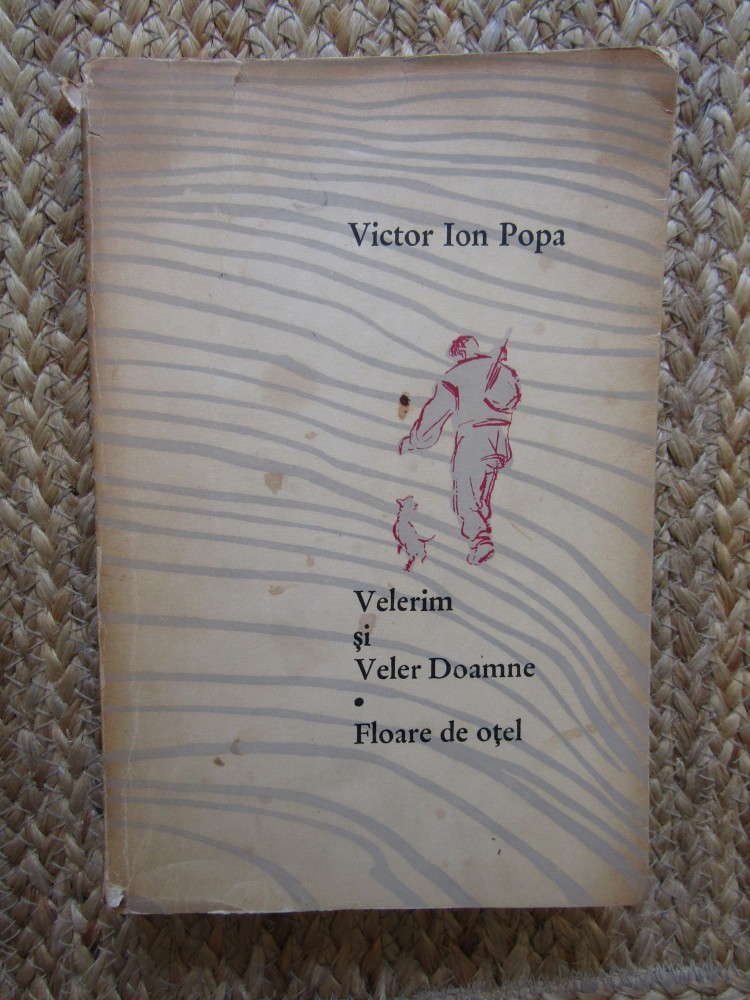 Victor Ion Popa
Velerim
şi
Veler Doamne
•
Floare de oţel